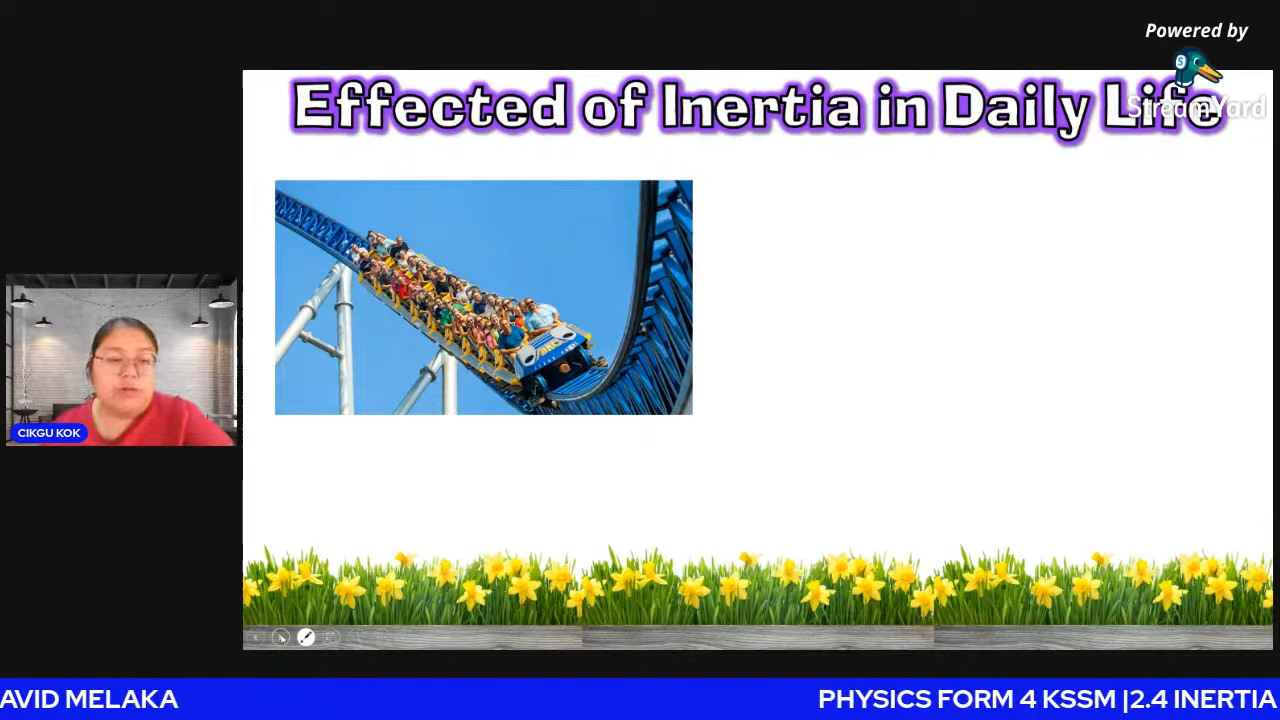 Powered by
StreamYard
Effected of Inertia in Daily Life
CIKGU KOK
AVID MELAKA
PHYSICS FORM 4 KSSM |2.4 INERTIA